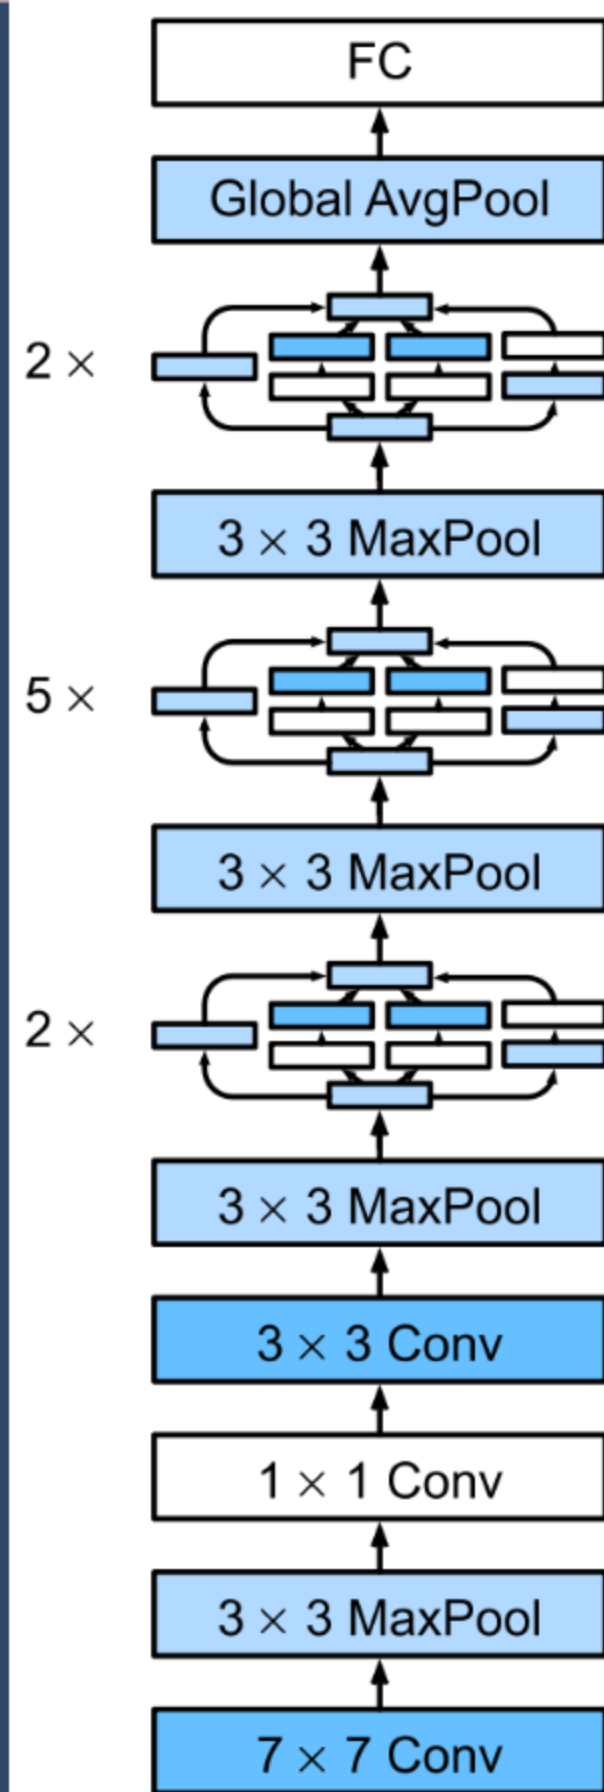 FC
Global AvgPool
2 ×
3 × 3 MaxPool
5 ×
3 × 3 MaxPool
2 ×
3 × 3 MaxPool
3 × 3 Conv
1 × 1 Conv
3 × 3 MaxPool
7 × 7 Conv